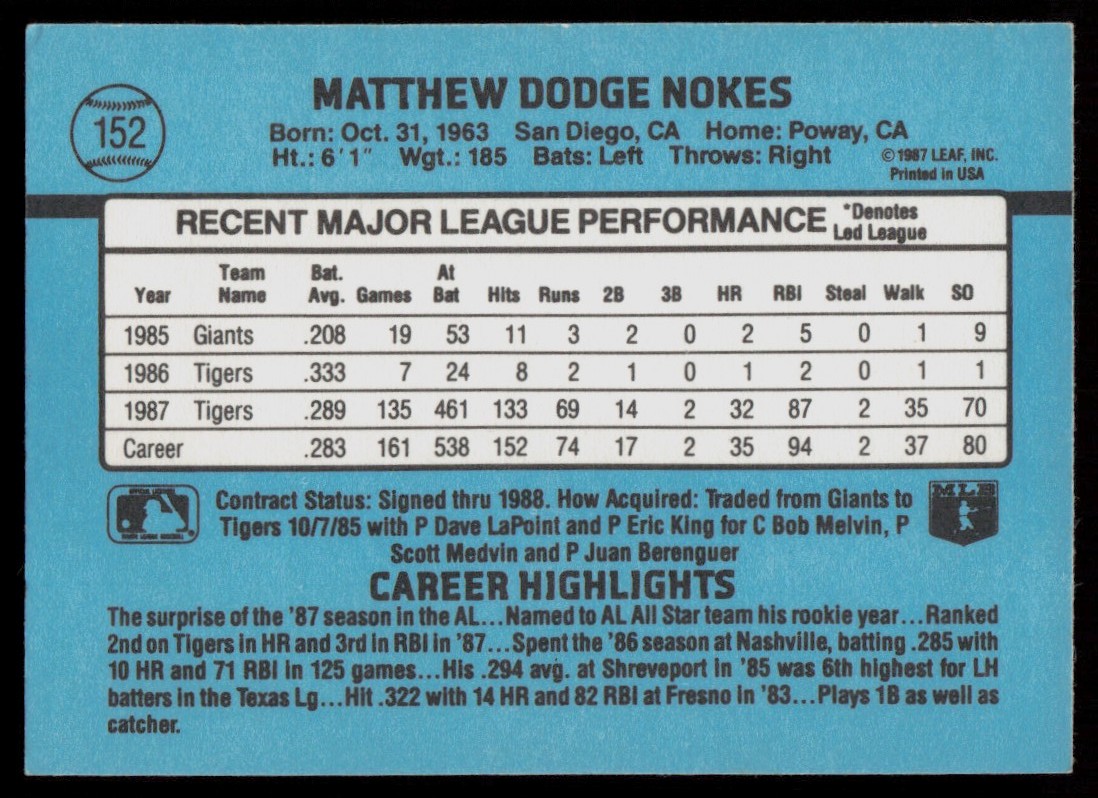 MATTHEW DODGE NOKES
152
Born: Oct. 31, 1963 San Diego, CA Home: Poway, CA
Ht.: 6'1" Wgt.: 185 Bats: Left Throws: Right
©1987 LEAF, INC.
Printed in USA
RECENT MAJOR LEAGUE PERFORMANCE *Denotes
Led League
Year Team Name Bat. Avg. Games At Bat Hits Runs 2B 3B HR RBI Steal Walk SO
1985 Giants .208 19 53 11 3 2 0 2 5 0 1 9
1986 Tigers .333 7 24 8 2 1 0 1 2 0 1 1
1987 Tigers .289 135 461 133 69 14 2 32 87 2 35 70
Career .283 161 538 152 74 17 2 35 94 2 37 80
Contract Status: Signed thru 1988. How Acquired: Traded from Giants to
Tigers 10/7/85 with P Dave LaPoint and P Eric King for C Bob Melvin, P
Scott Medvin and P Juan Berenguer
MLB
CAREER HIGHLIGHTS
The surprise of the '87 season in the AL...Named to AL All Star team his rookie year...Ranked
2nd on Tigers in HR and 3rd in RBI in '87...Spent the '86 season at Nashville, batting .285 with
10 HR and 71 RBI in 125 games...His .294 avg. at Shreveport in '85 was 6th highest for LH
batters in the Texas Lg...Hit .322 with 14 HR and 82 RBI at Fresno in '83...Plays 1B as well as
catcher.